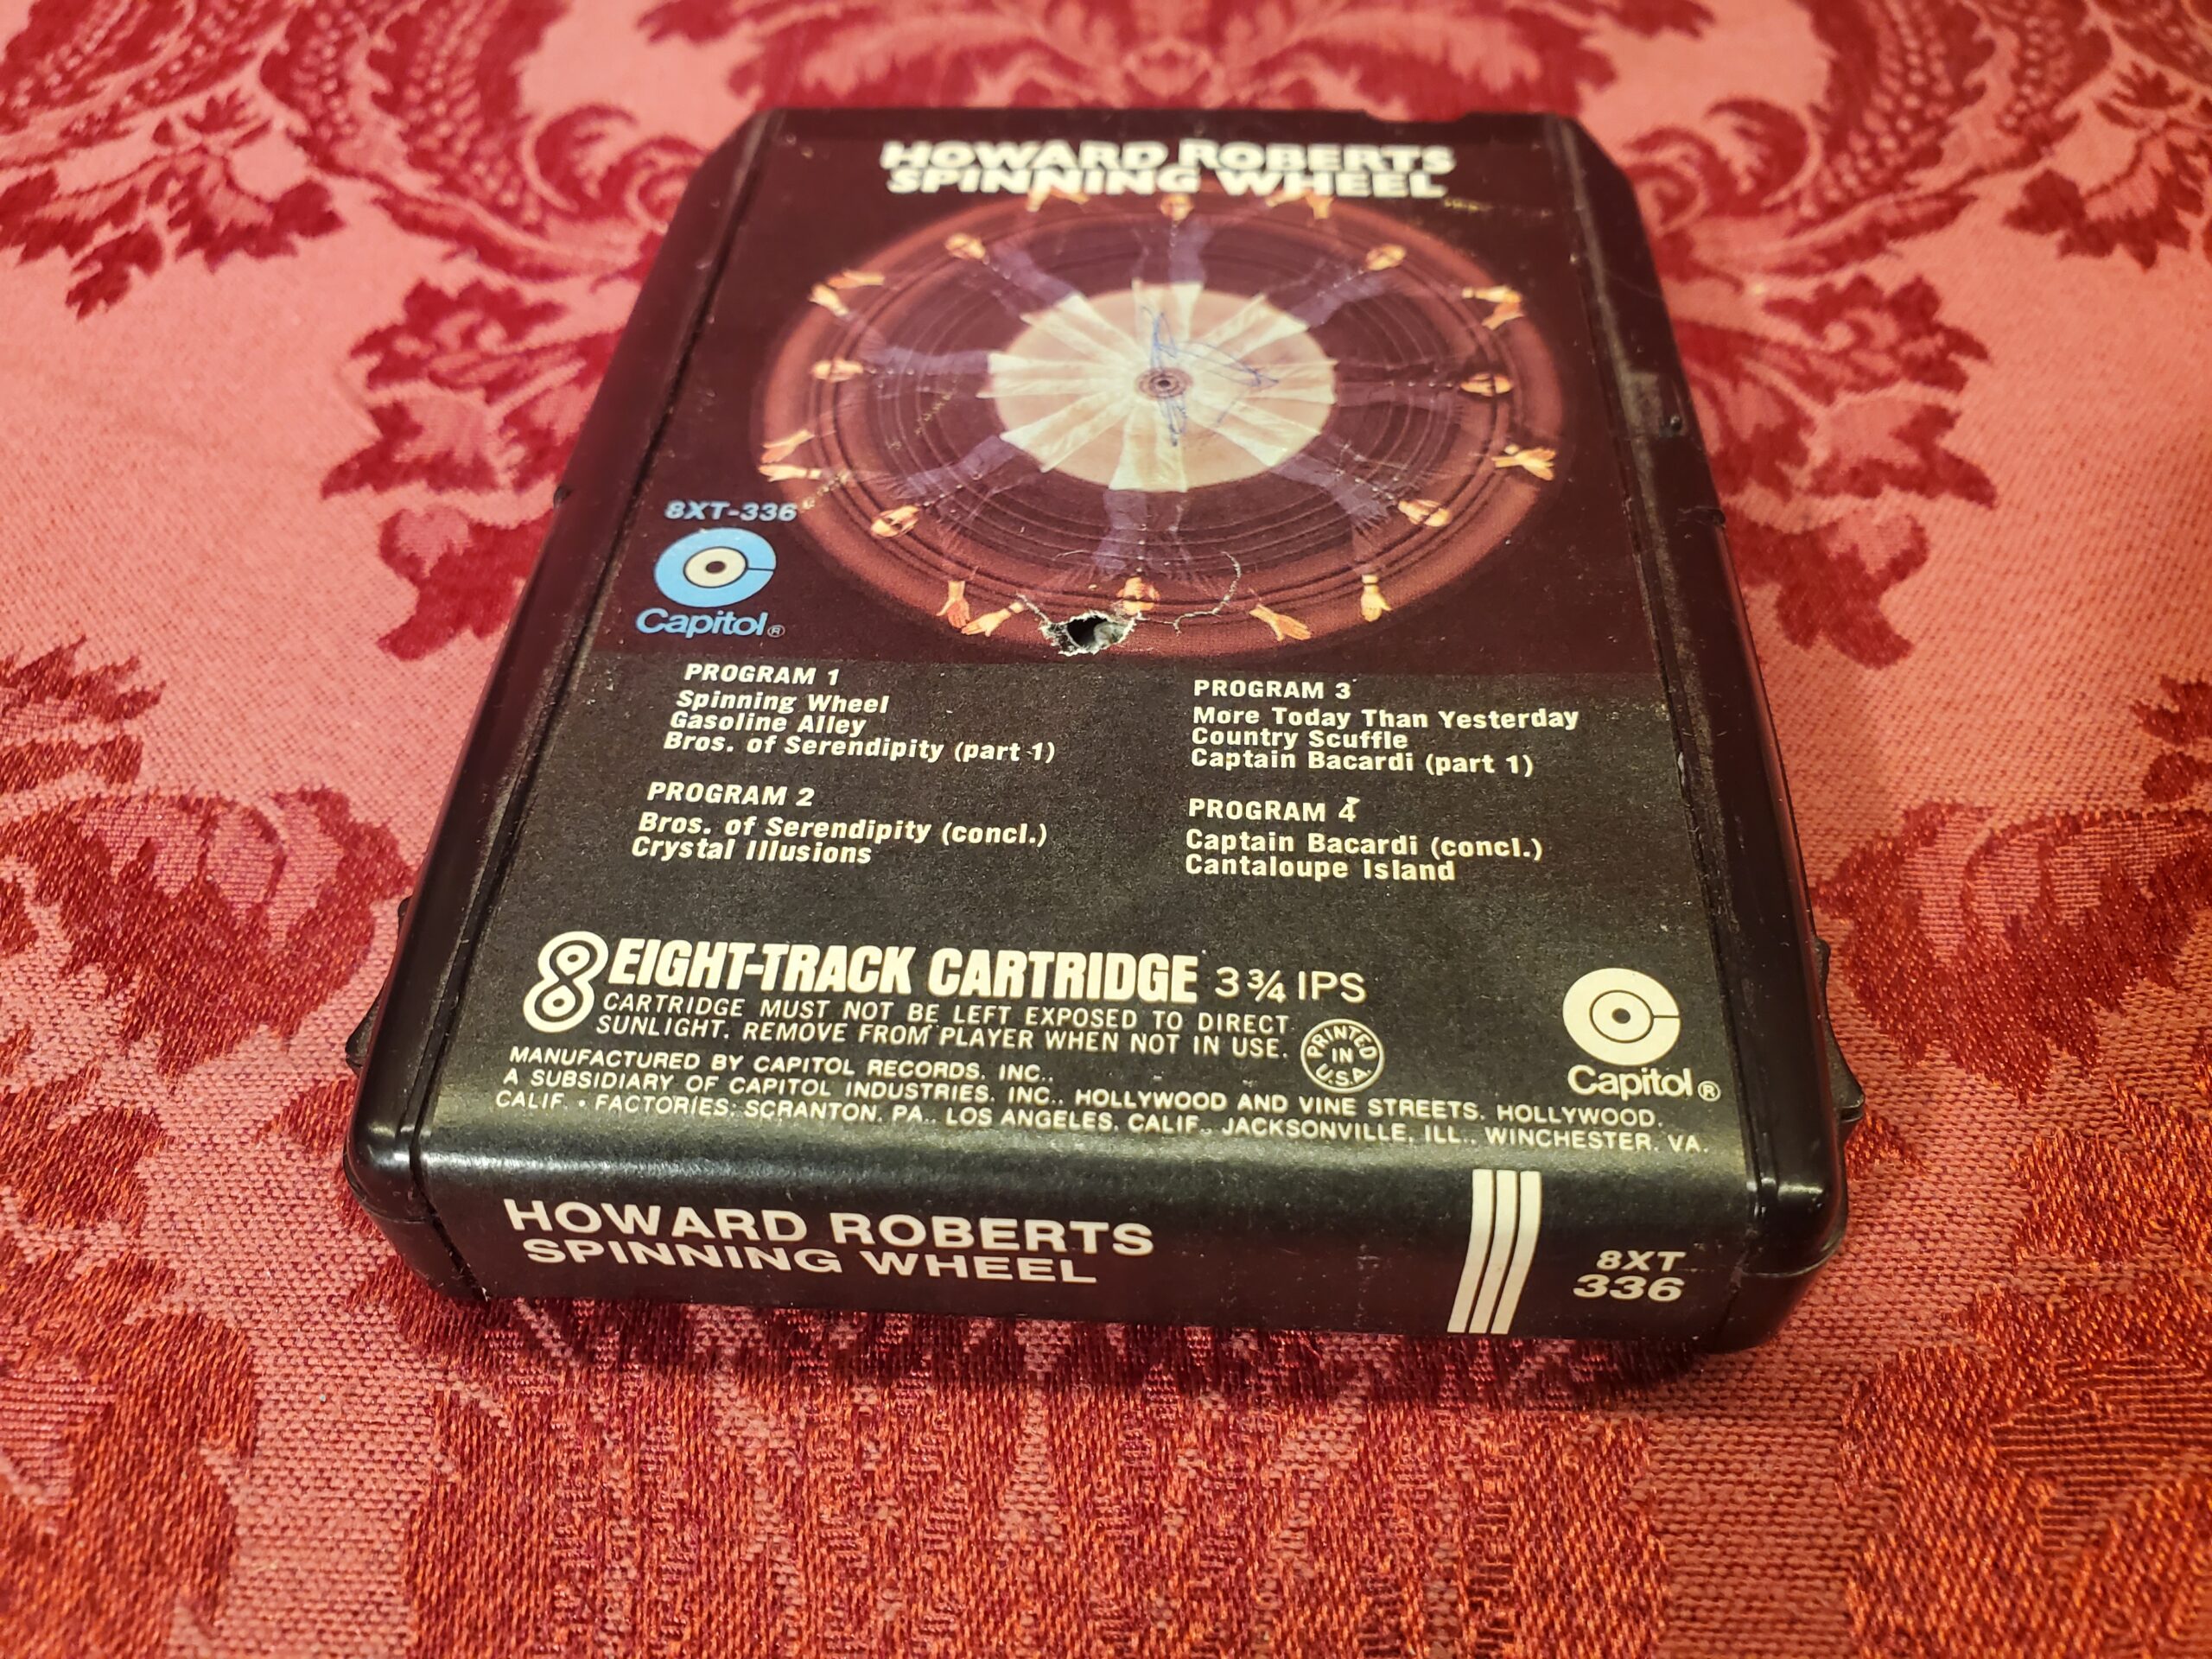 HOWARD ROBERTS
SPINNING WHEEL
8XT-336
Capitol®
PROGRAM 1
Spinning Wheel
Gasoline Alley
Bros. of Serendipity (part 1)
PROGRAM 2
Bros. of Serendipity (concl.)
Crystal Illusions
PROGRAM 3
More Today Than Yesterday
Country Scuffle
Captain Bacardi (part 1)
PROGRAM 4
Captain Bacardi (concl.)
Cantaloupe Island
8 EIGHT-TRACK CARTRIDGE 3 3/4 IPS
CARTRIDGE MUST NOT BE LEFT EXPOSED TO DIRECT
SUNLIGHT. REMOVE FROM PLAYER WHEN NOT IN USE.
PRINTED
IN
U.S.A.
Capitol®
MANUFACTURED BY CAPITOL RECORDS, INC.,
A SUBSIDIARY OF CAPITOL INDUSTRIES, INC., HOLLYWOOD AND VINE STREETS, HOLLYWOOD,
CALIF. • FACTORIES: SCRANTON, PA., LOS ANGELES, CALIF., JACKSONVILLE, ILL., WINCHESTER, VA.
HOWARD ROBERTS
SPINNING WHEEL
8XT
336